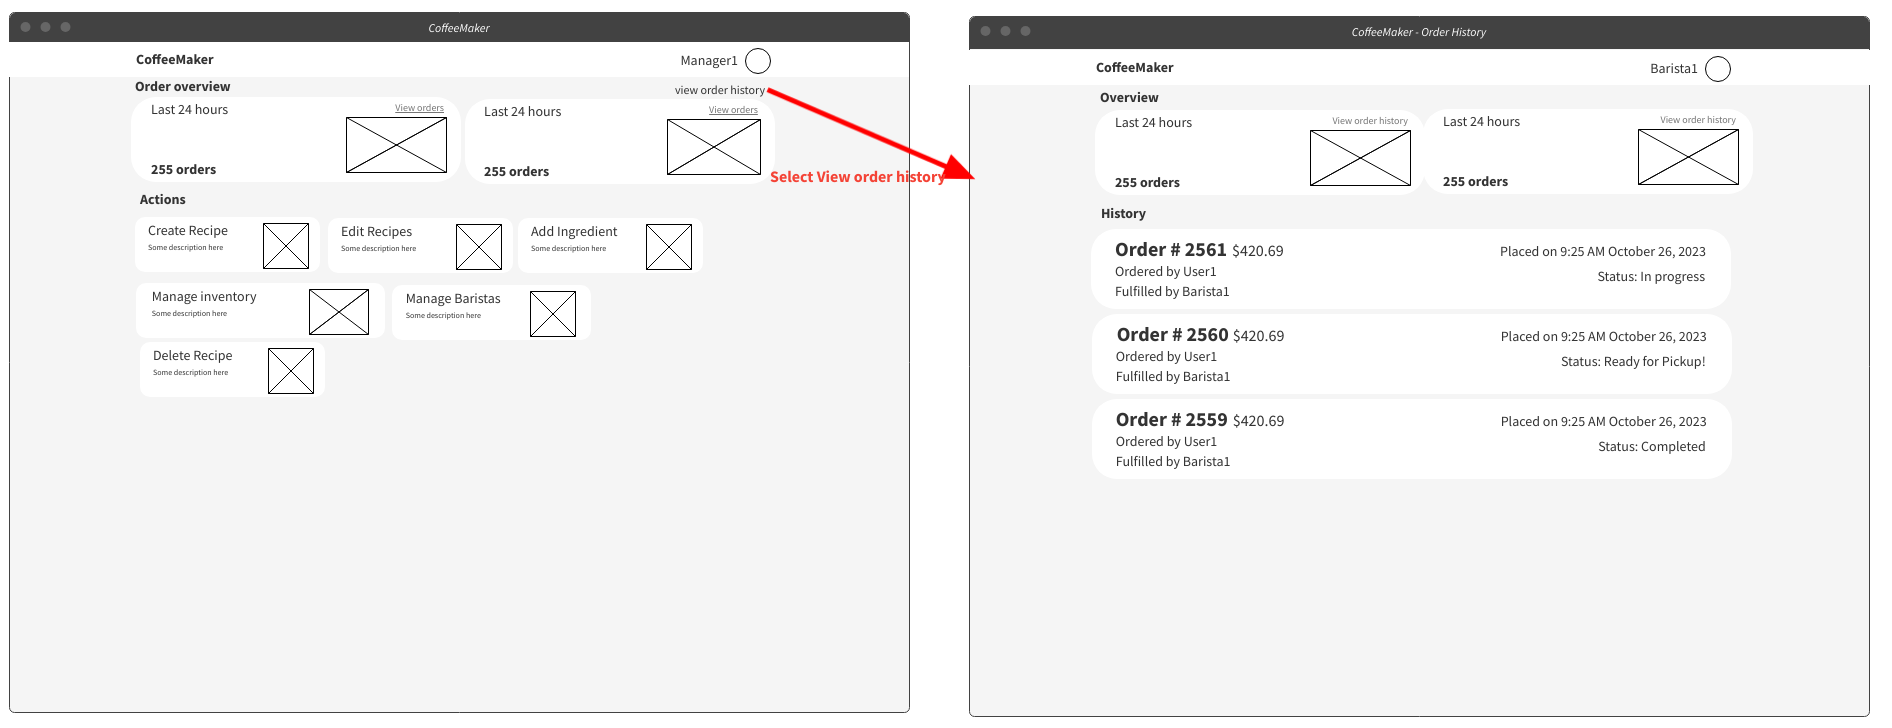 CoffeeMaker
CoffeeMaker
Manager1
Order overview
view order history
Last 24 hours
View orders
255 orders
Last 24 hours
View orders
255 orders
Select View order history
Actions
Create Recipe
Some description here
Edit Recipes
Some description here
Add Ingredient
Some description here
Manage inventory
Some description here
Manage Baristas
Some description here
Delete Recipe
Some description here
CoffeeMaker - Order History
CoffeeMaker
Barista1
Overview
Last 24 hours
View order history
255 orders
Last 24 hours
View order history
255 orders
History
Order # 2561 $420.69
Placed on 9:25 AM October 26, 2023
Ordered by User1
Status: In progress
Fulfilled by Barista1
Order # 2560 $420.69
Placed on 9:25 AM October 26, 2023
Ordered by User1
Status: Ready for Pickup!
Fulfilled by Barista1
Order # 2559 $420.69
Placed on 9:25 AM October 26, 2023
Ordered by User1
Status: Completed
Fulfilled by Barista1